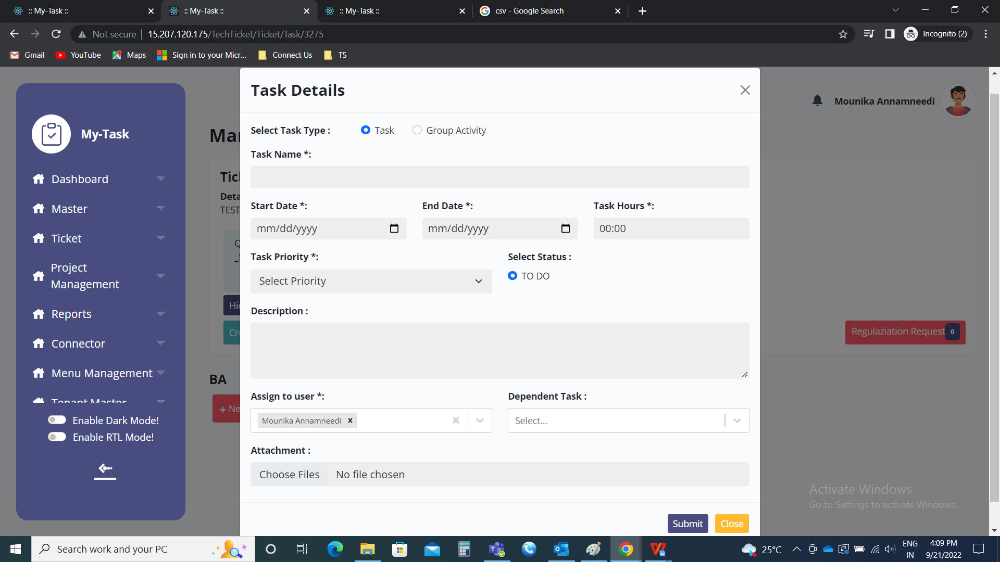 :: My-Task ::
:: My-Task ::
:: My-Task ::
csv - Google Search
Not secure
15.207.120.175/TechTicket/Ticket/Task/3275
Incognito (2)
Gmail
YouTube
Maps
Sign in to your Micr...
Connect Us
TS
My-Task
Dashboard
Master
Ticket
Project
Management
Reports
Connector
Menu Management
Tenant Master
Enable Dark Mode!
Enable RTL Mode!
Mounika Annamneedi
Regulaziation Request 0
BA
TEST
Task Details
Select Task Type :
Task
Group Activity
Task Name *:
Start Date *:
End Date *:
Task Hours *:
mm/dd/yyyy
mm/dd/yyyy
00:00
Task Priority *:
Select Status :
Select Priority
TO DO
Description :
Assign to user *:
Dependent Task :
Mounika Annamneedi
Select...
Attachment :
Choose Files
No file chosen
Submit
Close
Activate Windows
Go to Settings to activate Windows.
Search work and your PC
25°C
ENG
IN
4:09 PM
9/21/2022